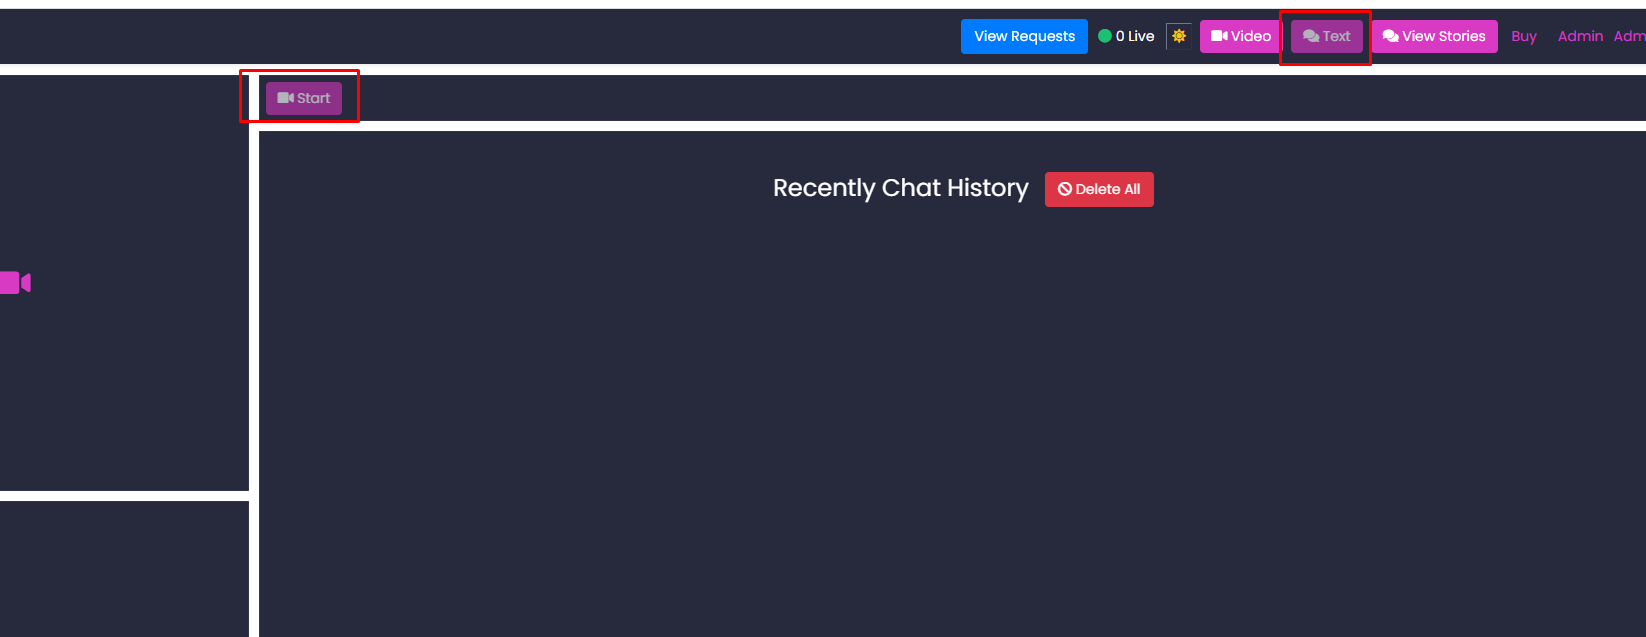 View Requests 0 Live Video Text View Stories Buy Admin Adm
Start
Recently Chat History Delete All